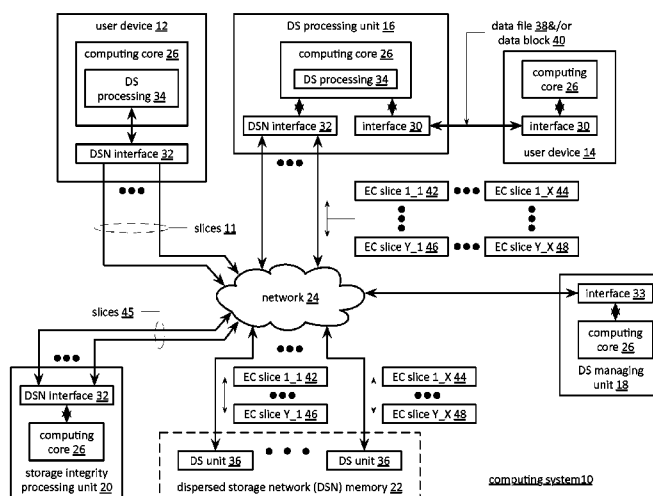 user device 12
computing core 26
DS
processing 34
DSN interface 32
slices 11
DS processing unit 16
computing core 26
DS processing 34
DSN interface 32
interface 30
data file 38&/or
data block 40
computing
core 26
interface 30
user device 14
EC slice 1_1 42
EC slice 1_X 44
EC slice Y_1 46
EC slice Y_X 48
network 24
interface 33
computing
core 26
DS managing
unit 18
slices
45
DSN Interface 32
computing
core 26
storage integrity
processing unit 20
EC slice 1_1 42
EC slice 1_X 44
EC slice Y_1 46
EC slice Y_X 48
DS unit 36
DS unit 36
dispersed storage network (DSN) memory 22
computing system10